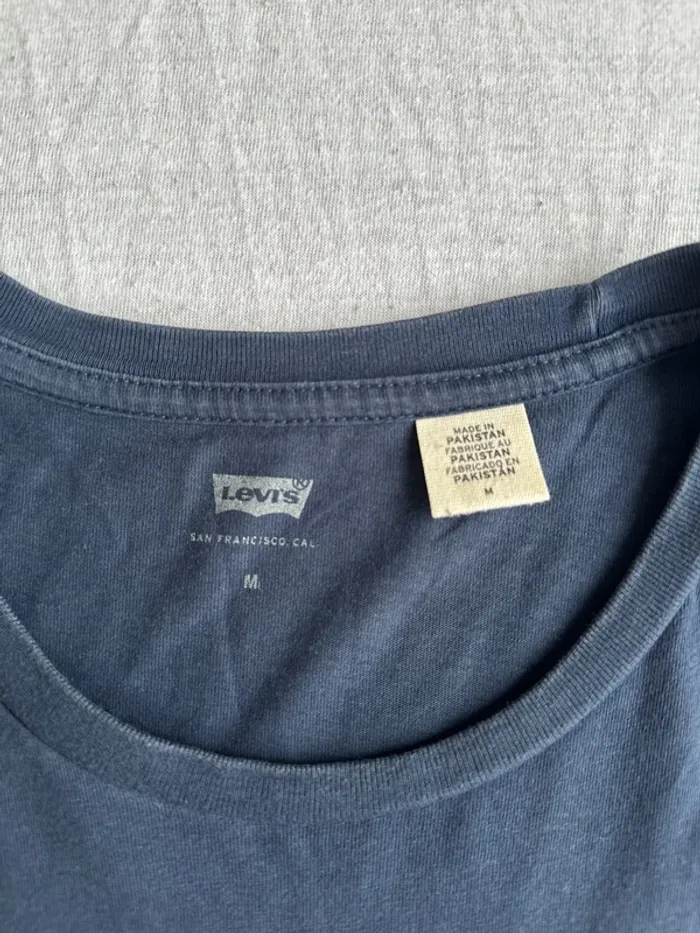 Levi's
®
SAN FRANCISCO, CAL
M
MADE IN
PAKISTAN
FABRIQUE AU
PAKISTAN
FABRICADO EN
PAKISTAN
M